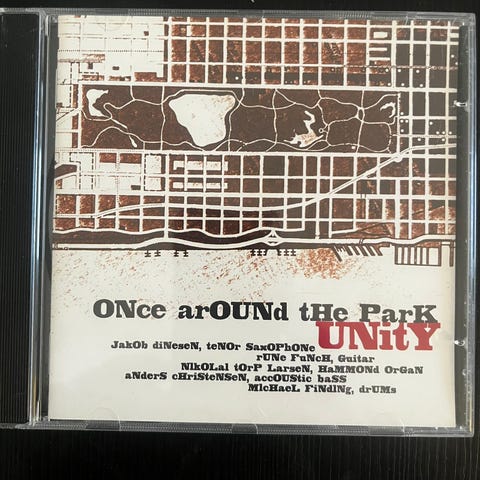 ONce arOUNd tHe ParK
UNitY
JakOb diNeseN, teNOr SaxOPhONe
rUNe FuNcH, Guitar
NIkOLaI tOrP LarseN, HaMMONd OrGaN
aNderS cHriSteNSeN, accOUStic baSS
MIcHaeL FiNdINg, drUMs